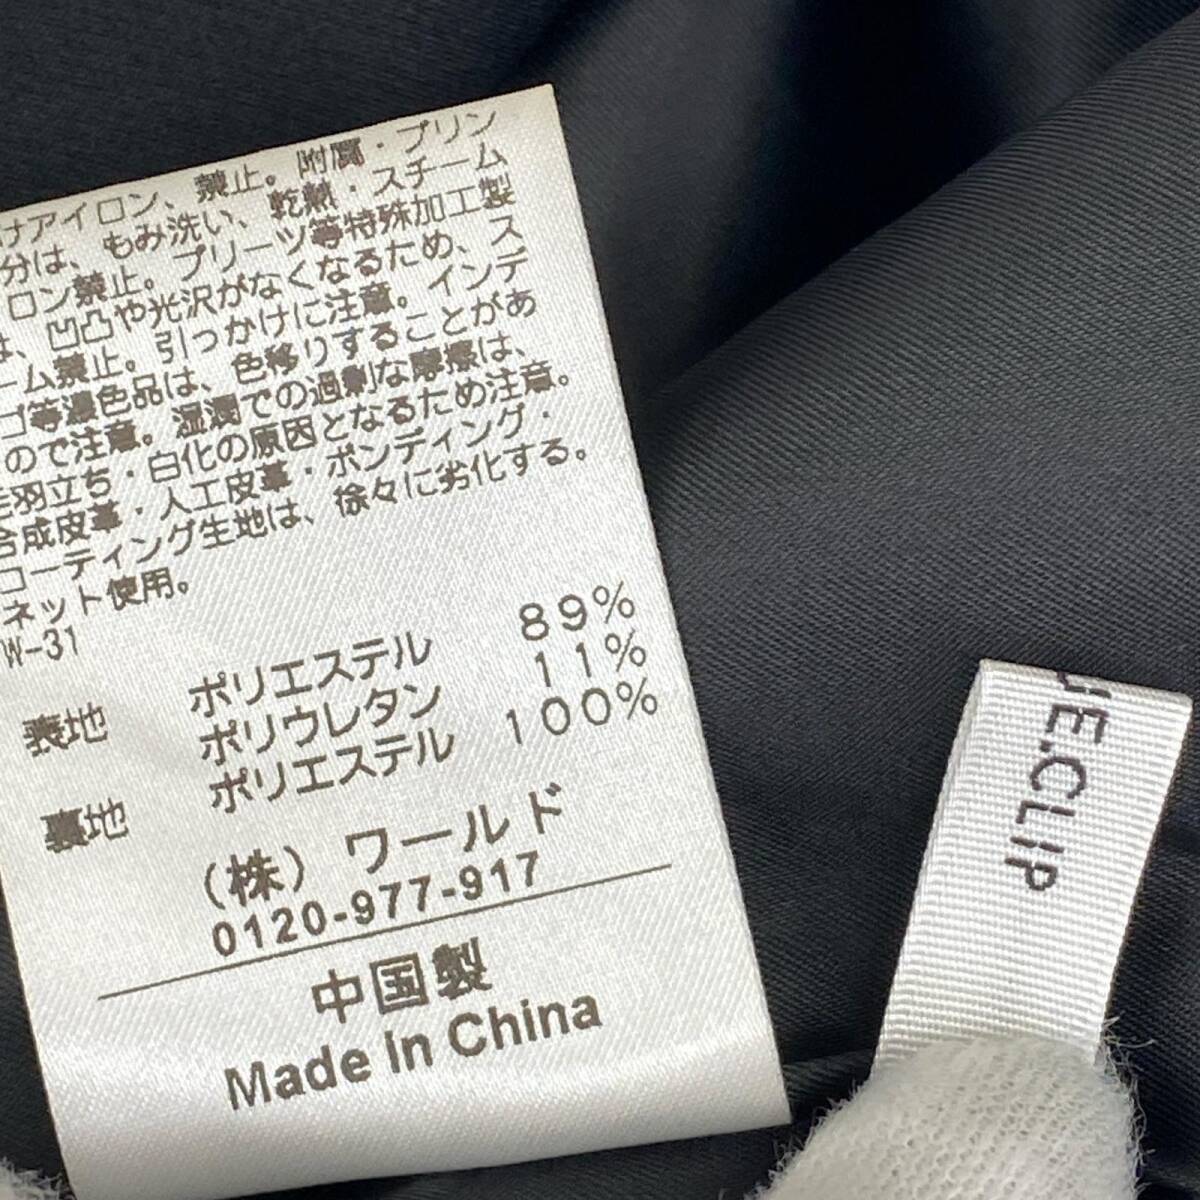 けアイロン、禁止。附属・プリン
分は、もみ洗い、乾熱・スチーム
ロン禁止。プリーツ等特殊加工製
は、凹凸や光沢がなくなるため、ス
ーム禁止。引っかけに注意。インデ
ゴ等濃色品は、色移りすることがあ
ので注意。湿潤での過剰な摩擦は、
毛羽立ち・白化の原因となるため注意。
合成皮革・人工皮革・ボンディング・
コーティング生地は、徐々に劣化する。
ネット使用。
W-31
表地 ポリエステル 89%
ポリウレタン 11%
裏地 ポリエステル 100%
(株) ワールド
0120-977-917
中国製
Made In China
E.CLIP